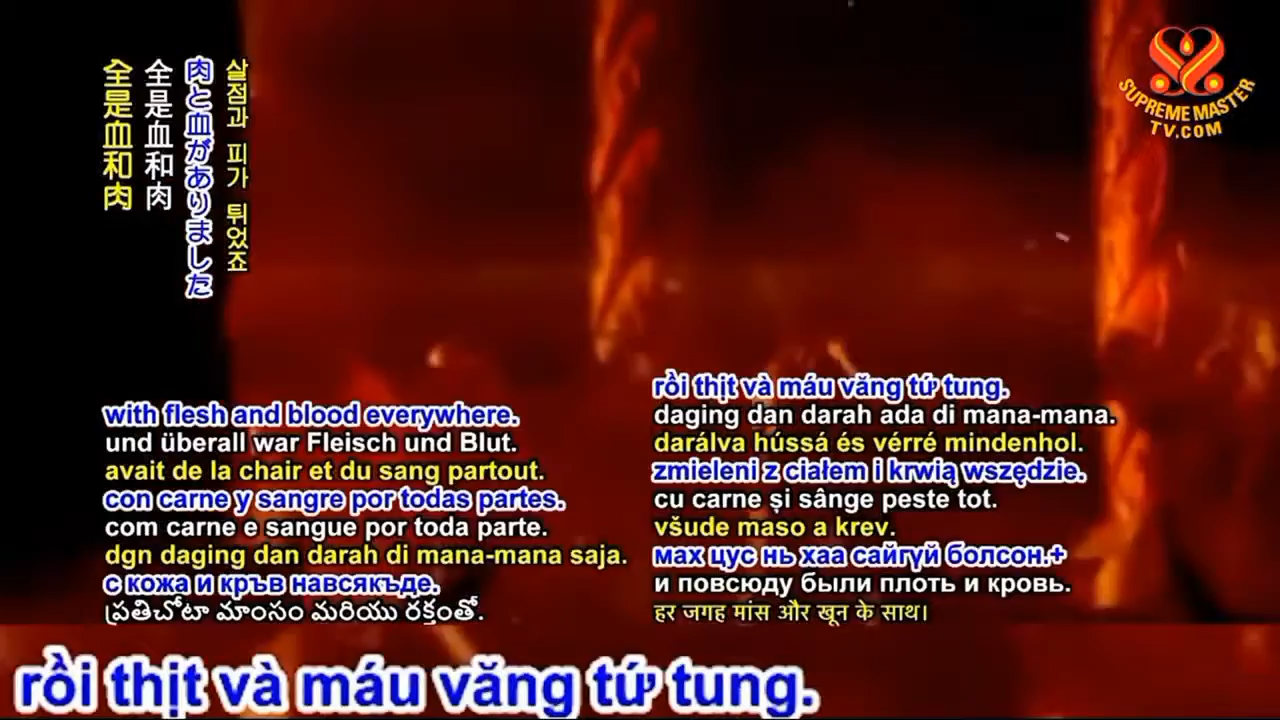 全是血和肉
全是血和肉
肉と血がありました
살점과 피가 튀었죠
SUPREME MASTER
TV.COM
with flesh and blood everywhere.
und überall war Fleisch und Blut.
avait de la chair et du sang partout.
con carne y sangre por todas partes.
com carne e sangue por toda parte.
dgn daging dan darah di mana-mana saja.
с кожа и кръв навсякъде.
ప్రతిచోటా మాంసం మరియు రక్తంతో.
rồi thịt và máu văng tứ tung.
daging dan darah ada di mana-mana.
darálva hússá és vérré mindenhol.
zmieleni z ciałem i krwią wszędzie.
cu carne și sânge peste tot.
všude maso a krev.
мах цус нь хаа сайгүй болсон.+
и повсюду были плоть и кровь.
हर जगह मांस और खून के साथ।
rồi thịt và máu văng tứ tung.